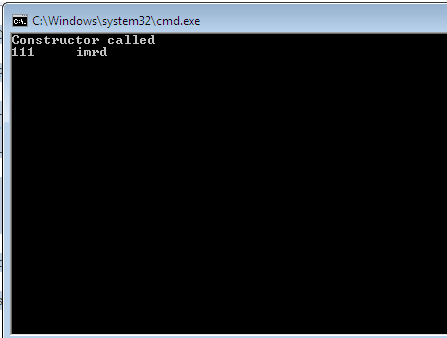 C:\Windows\system32\cmd.exe
Constructor called
111     imrd